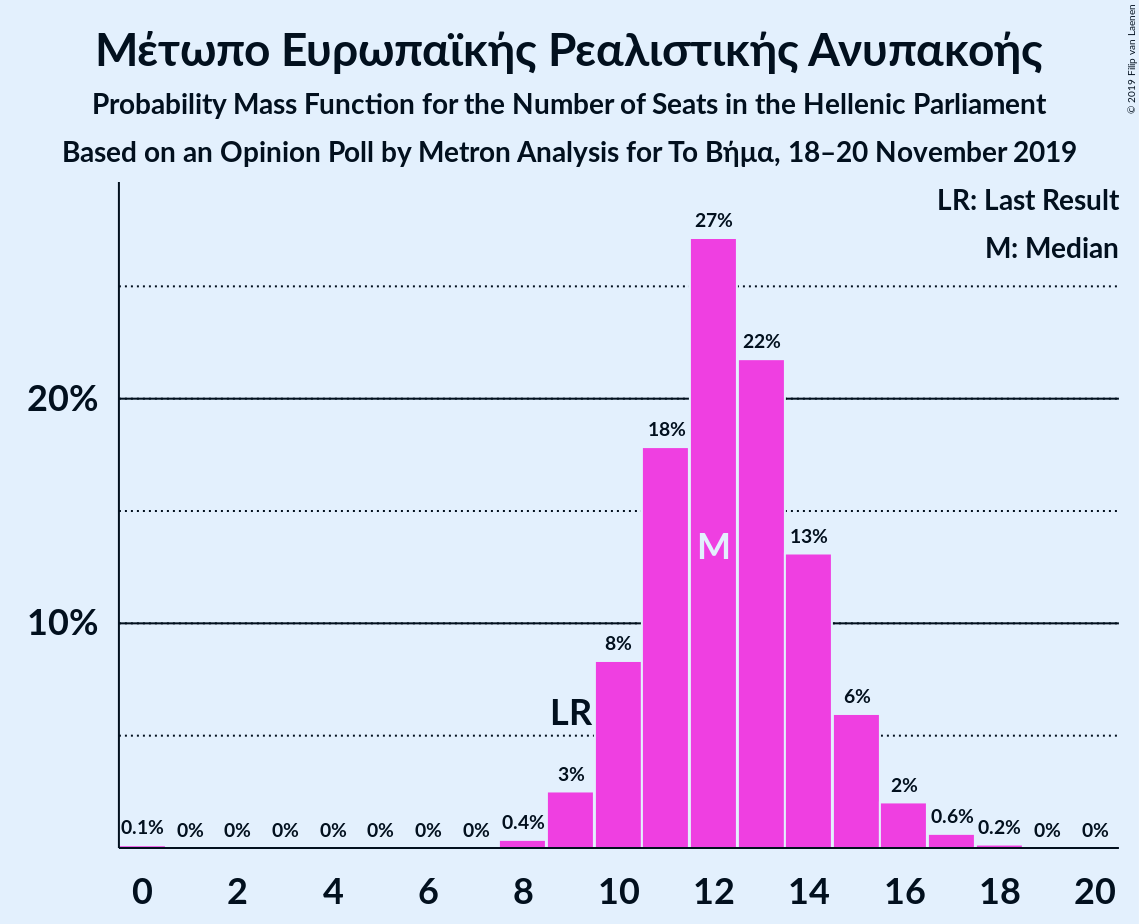 Μέτωπο Ευρωπαϊκής Ρεαλιστικής Ανυπακοής
Probability Mass Function for the Number of Seats in the Hellenic Parliament
Based on an Opinion Poll by Metron Analysis for Το Βήμα, 18–20 November 2019
© 2019 Filip van Laenen
LR: Last Result
M: Median
20%
10%
0.1% 0% 0% 0% 0% 0% 0% 0% 0.4% 3% 8% 18% 27% 22% 13% 6% 2% 0.6% 0.2% 0% 0%
LR
M
0 2 4 6 8 10 12 14 16 18 20